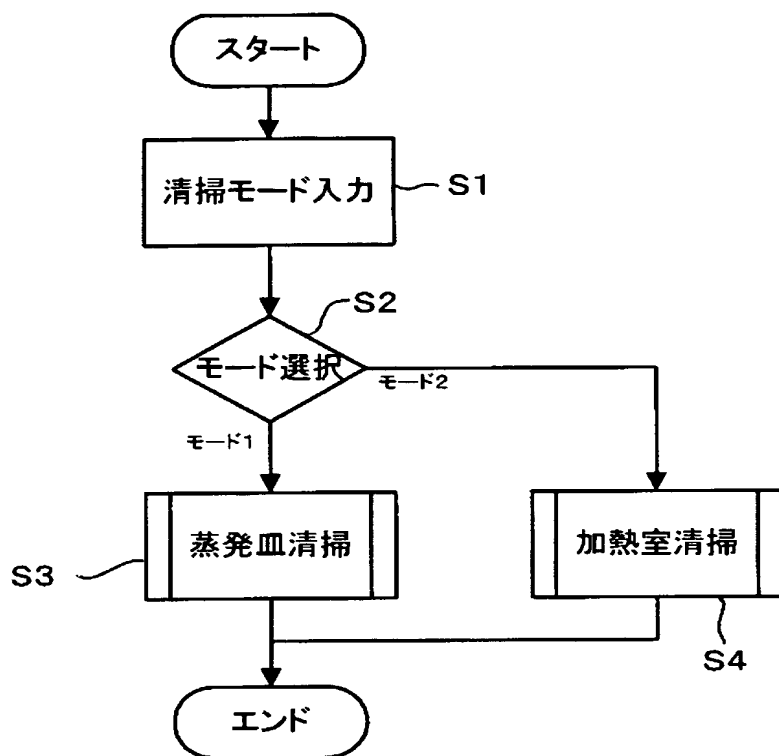 スタート
清掃モード入力
S1
S2
モード選択
モード2
モード1
蒸発皿清掃
加熱室清掃
S3
S4
エンド